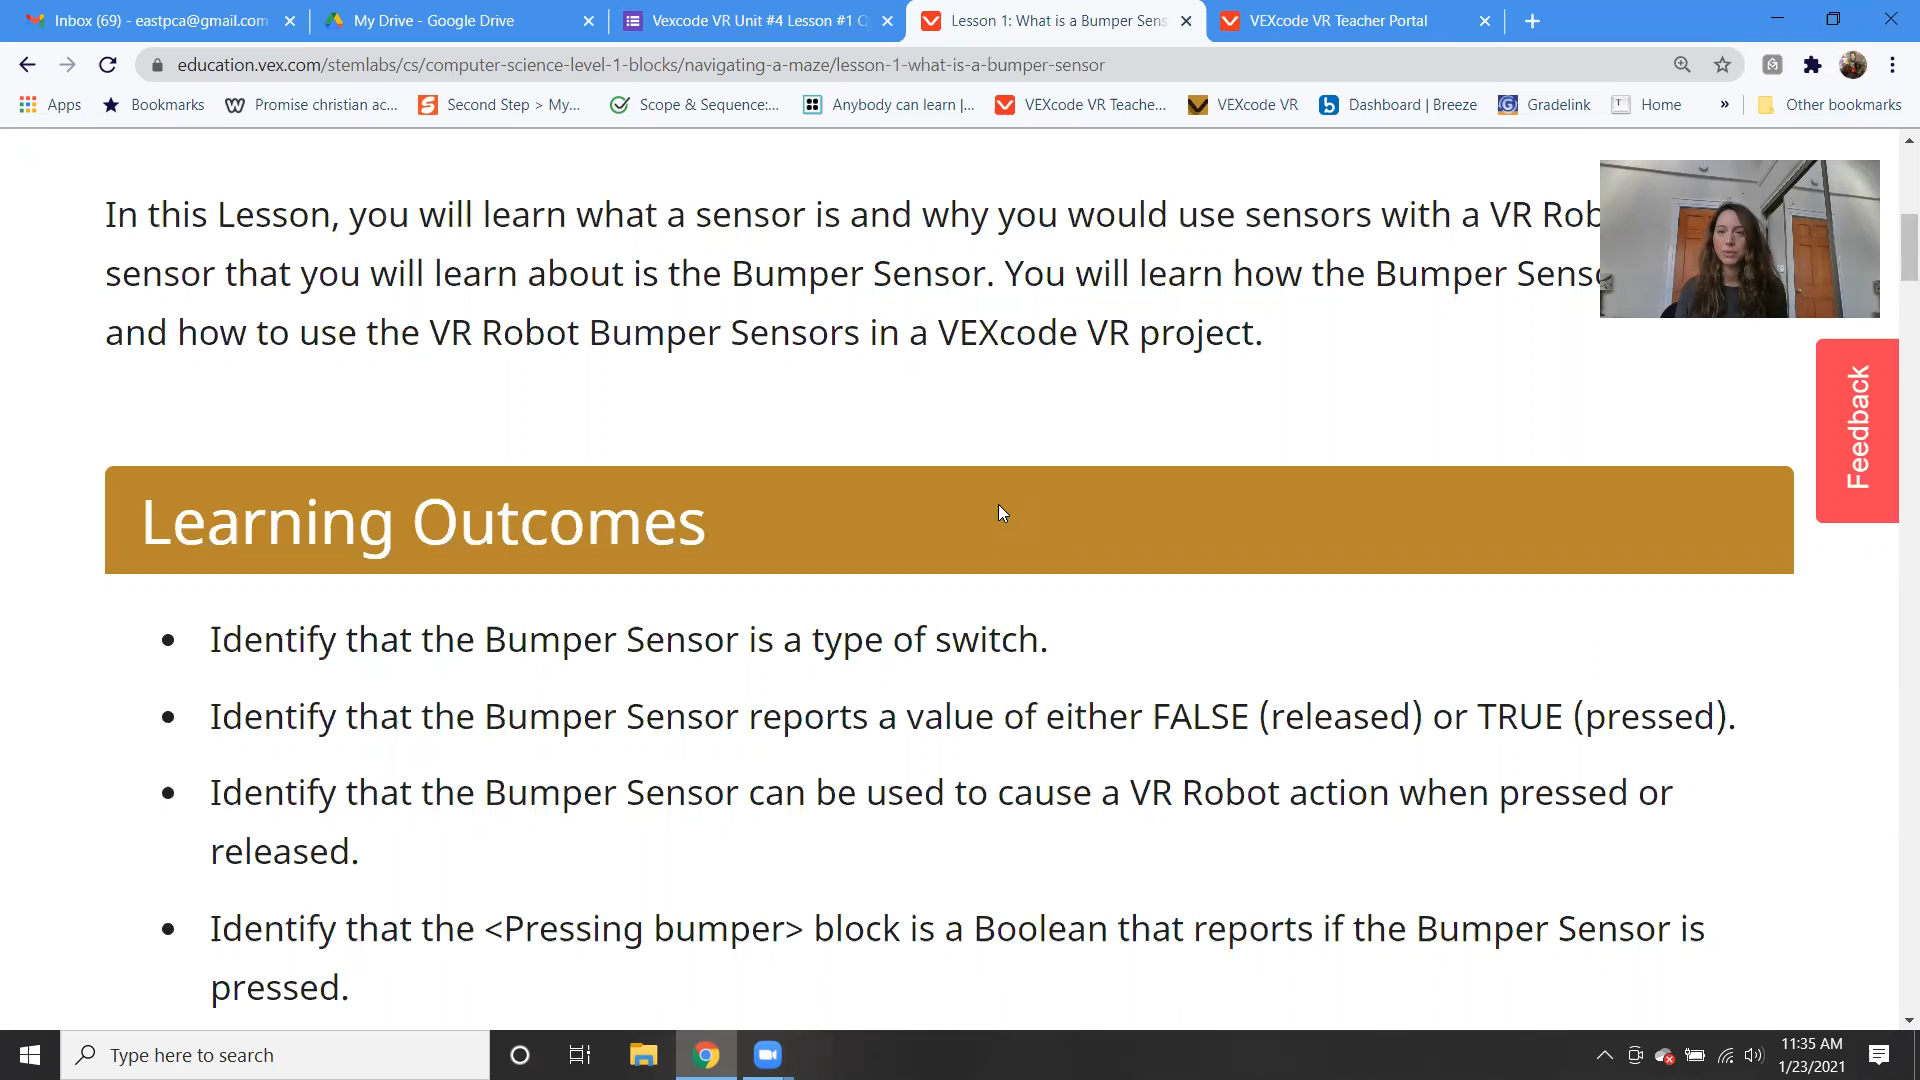 Inbox (69) - eastpca@gmail.com
My Drive - Google Drive
Vexcode VR Unit #4 Lesson #1 Q
Lesson 1: What is a Bumper Sens
VEXcode VR Teacher Portal
education.vex.com/stemlabs/cs/computer-science-level-1-blocks/navigating-a-maze/lesson-1-what-is-a-bumper-sensor
Apps
Bookmarks
Promise christian ac...
Second Step > My...
Scope & Sequence:...
Anybody can learn |...
VEXcode VR Teache...
VEXcode VR
Dashboard | Breeze
Gradelink
Home
»
Other bookmarks
In this Lesson, you will learn what a sensor is and why you would use sensors with a VR Rob
sensor that you will learn about is the Bumper Sensor. You will learn how the Bumper Senso
and how to use the VR Robot Bumper Sensors in a VEXcode VR project.
Feedback
Learning Outcomes
• Identify that the Bumper Sensor is a type of switch.
• Identify that the Bumper Sensor reports a value of either FALSE (released) or TRUE (pressed).
• Identify that the Bumper Sensor can be used to cause a VR Robot action when pressed or
released.
• Identify that the <Pressing bumper> block is a Boolean that reports if the Bumper Sensor is
pressed.
Type here to search
11:35 AM
1/23/2021